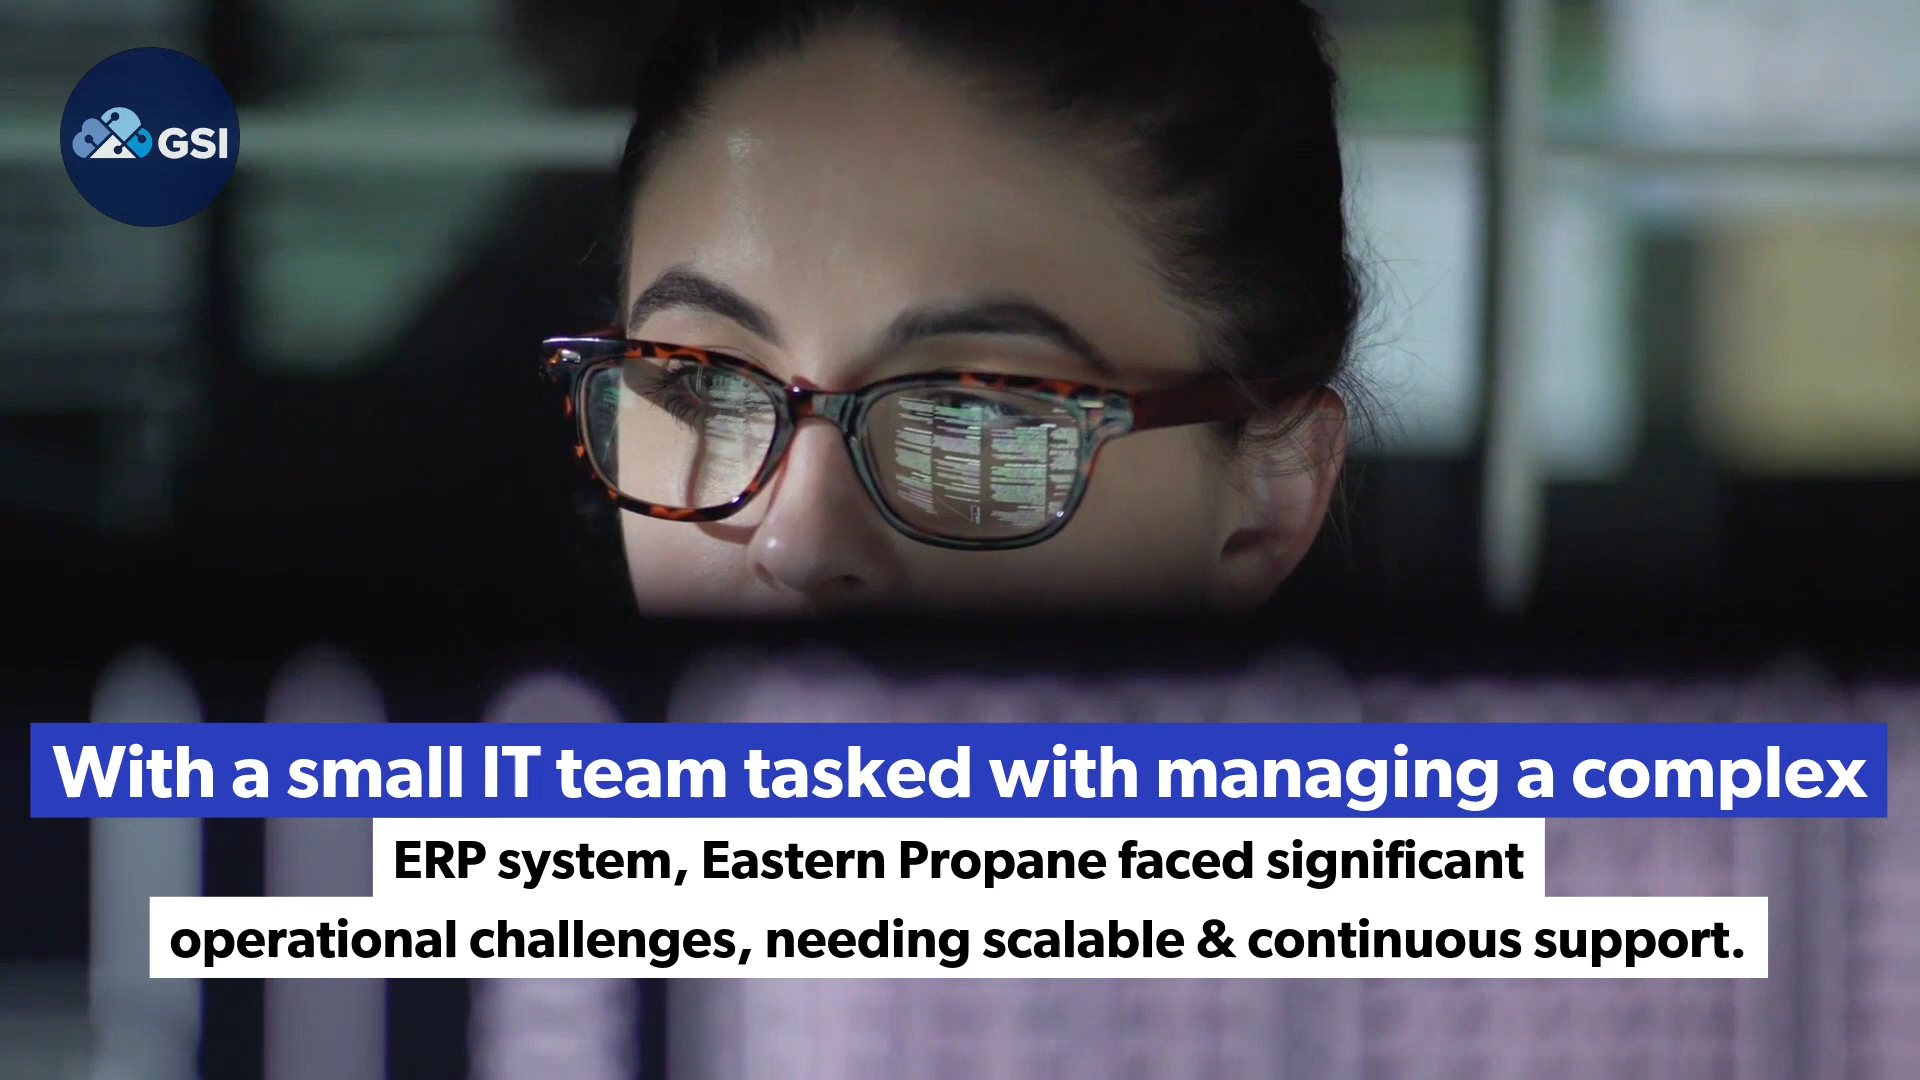 GSI
With a small IT team tasked with managing a complex
ERP system, Eastern Propane faced significant
operational challenges, needing scalable & continuous support.